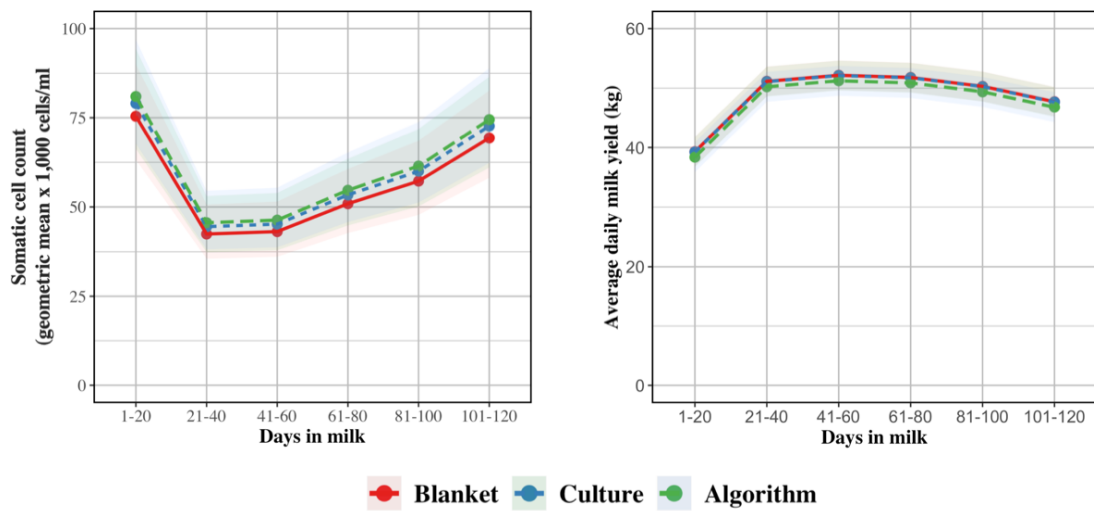 Somatic cell count
(geometric mean x 1,000 cells/ml
100
75
50
25
0
1-20 21-40 41-60 61-80 81-100 101-120
Days in milk
Average daily milk yield (kg)
60
40
20
0
1-20 21-40 41-60 61-80 81-100 101-120
Days in milk
Blanket Culture Algorithm